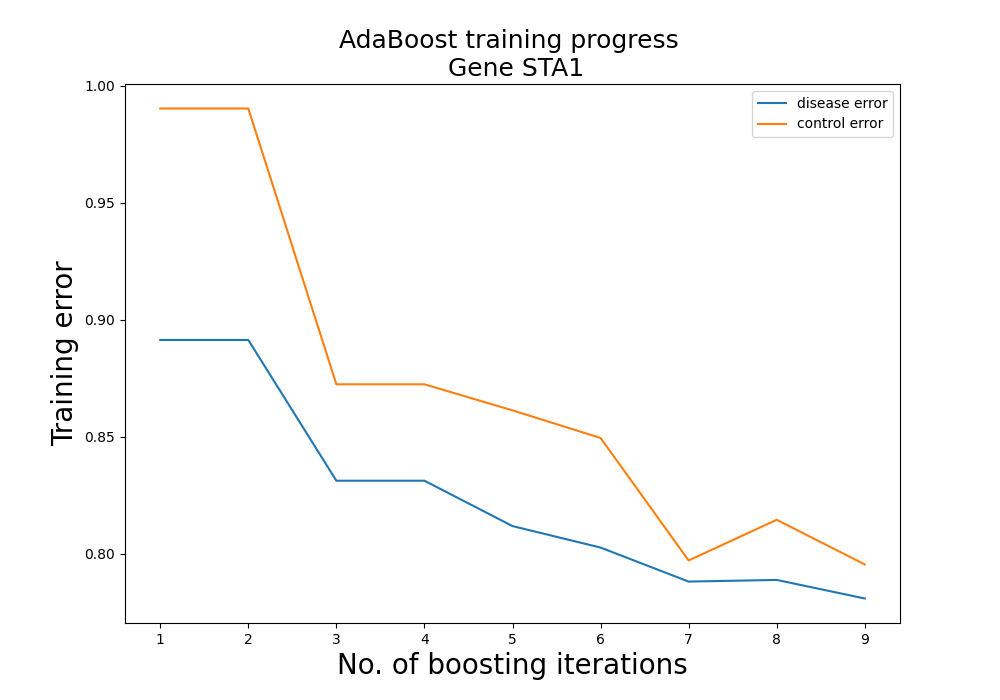 AdaBoost training progress
Gene STA1
disease error
control error
1.00
0.95
0.90
0.85
0.80
Training error
1 2 3 4 5 6 7 8 9
No. of boosting iterations